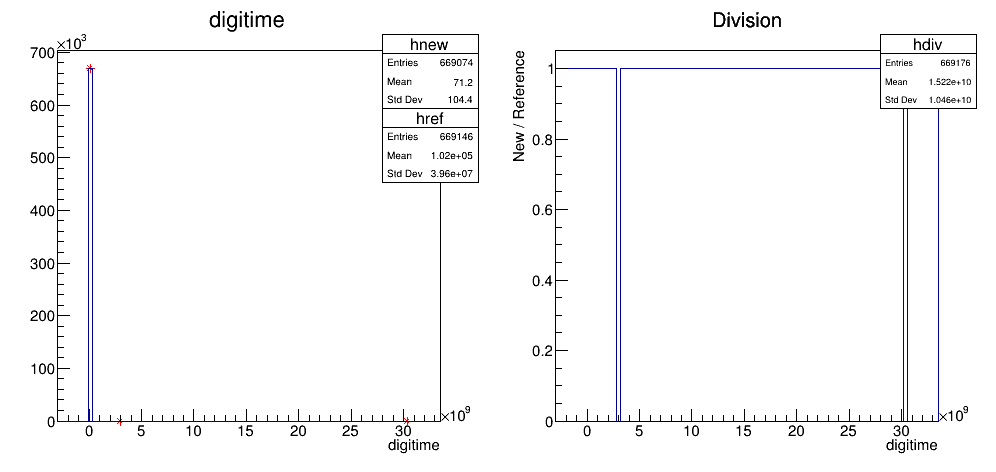 digitime
×10³
700
600
500
400
300
200
100
0
0 5 10 15 20 25 30
×10⁹
digitime
hnew
Entries 669074
Mean 71.2
Std Dev 104.4
href
Entries 669146
Mean 1.02e+05
Std Dev 3.96e+07
Division
New / Reference
1
0.8
0.6
0.4
0.2
0
0 5 10 15 20 25 30
×10⁹
digitime
hdiv
Entries 669176
Mean 1.522e+10
Std Dev 1.046e+10